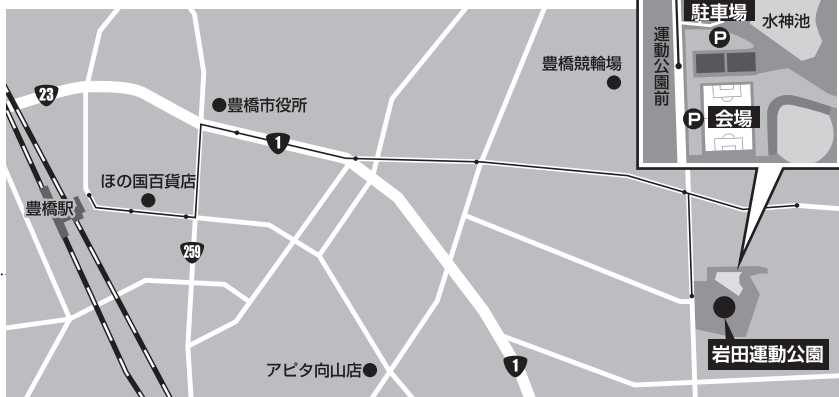 駐車場
水神池
P
運動公園前
P
会場
豊橋競輪場
23
豊橋市役所
1
ほの国百貨店
豊橋駅
259
アピタ向山店
1
岩田運動公園